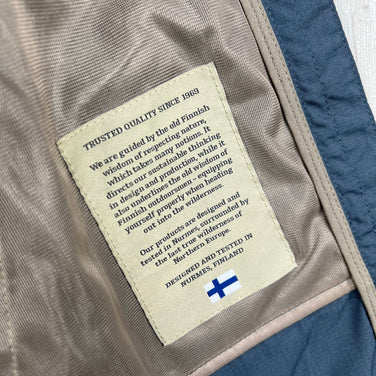 TRUSTED QUALITY SINCE 1969
We are guided by the old Finnish
wisdom of respecting nature,
which takes many notions. It
directs our sustainable thinking
in design and production, while it
also underlines the old wisdom of
Finnish outdoorsmen - equipping
yourself properly when heading
out into the wilderness.
Our products are designed and
tested in Nurmes, surrounded by
the last true wilderness of
Northern Europe.
DESIGNED AND TESTED IN
NURMES, FINLAND